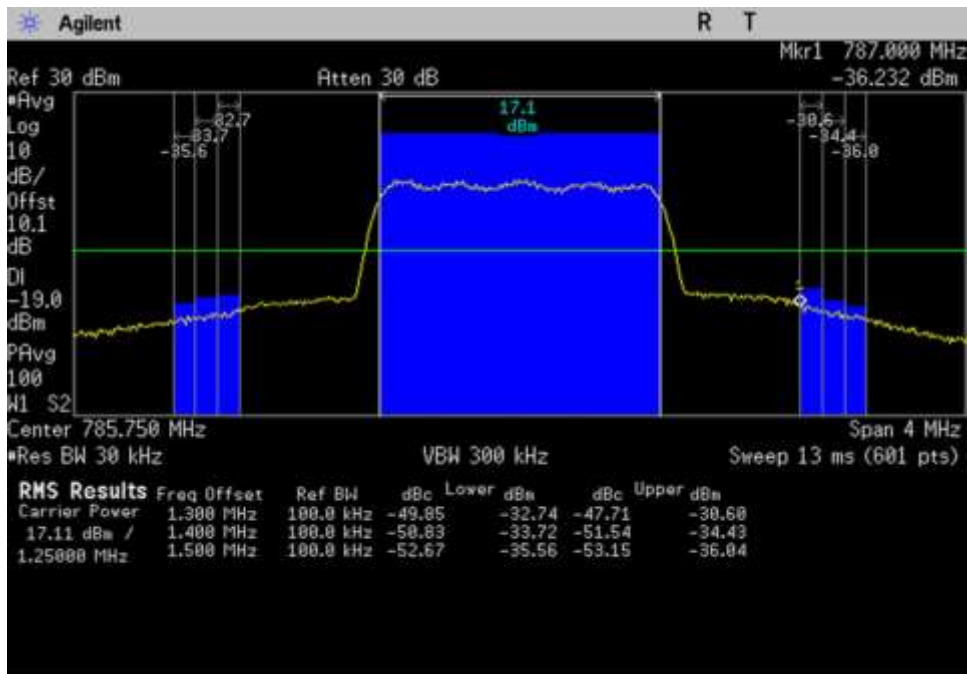 Agilent R T
Mkr1 787.000 MHz
Ref 30 dBm Atten 30 dB -36.232 dBm
#Avg
Log
10
dB/
Offst
10.1
dB
DI
-19.0
dBm
PAvg
100
W1 S2
-35.6
-33.7
-32.7
17.1
dBm
-30.6
-34.4
-36.0
1
Center 785.750 MHz Span 4 MHz
#Res BW 30 kHz VBW 300 kHz Sweep 13 ms (601 pts)
RMS Results Freq Offset Ref BW dBc Lower dBm dBc Upper dBm
Carrier Power 1.300 MHz 100.0 kHz -49.85 -32.74 -47.71 -30.60
17.11 dBm / 1.400 MHz 100.0 kHz -50.83 -33.72 -51.54 -34.43
1.25000 MHz 1.500 MHz 100.0 kHz -52.67 -35.56 -53.15 -36.04